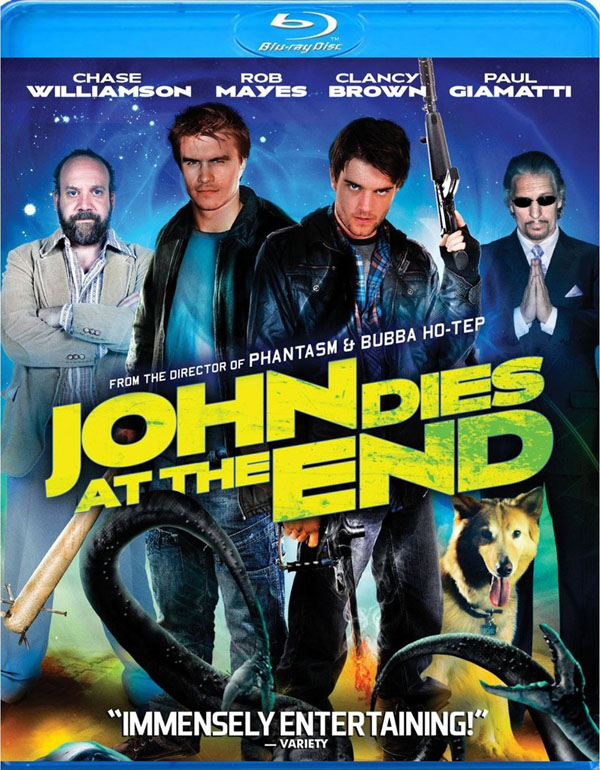 Blu-ray Disc™
CHASE WILLIAMSON
ROB MAYES
CLANCY BROWN
PAUL GIAMATTI
FROM THE DIRECTOR OF PHANTASM & BUBBA HO-TEP
JOHN DIES
AT THE END
"IMMENSELY ENTERTAINING!"
— VARIETY